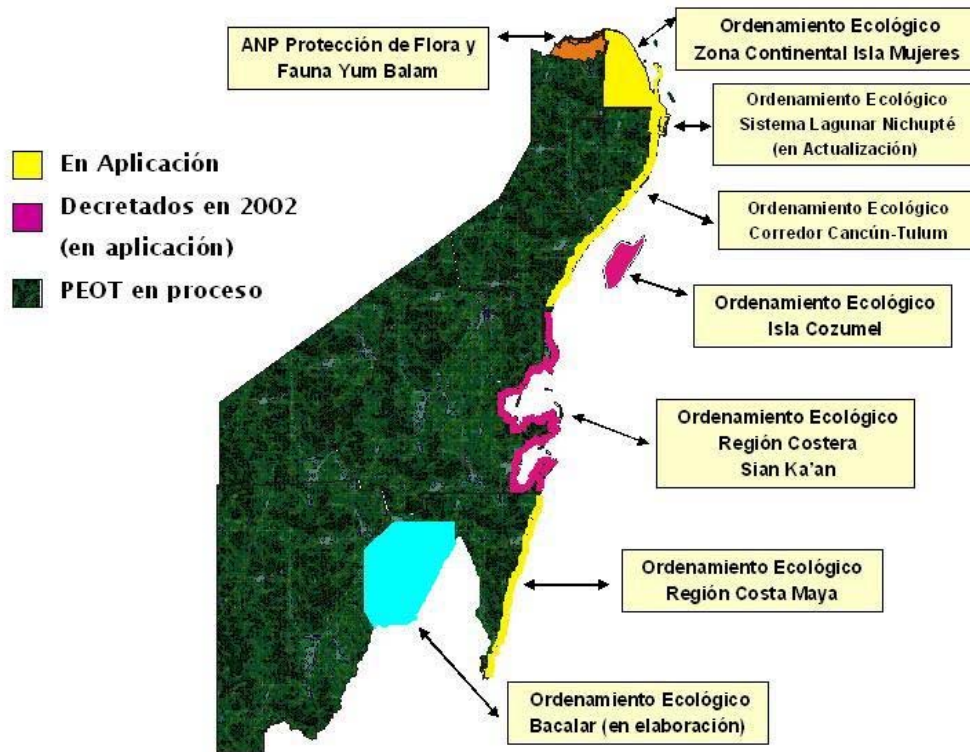 ANP Protección de Flora y
Fauna Yum Balam
Ordenamiento Ecológico
Zona Continental Isla Mujeres
Ordenamiento Ecológico
Sistema Lagunar Nichupté
(en Actualización)
En Aplicación
Decretados en 2002
(en aplicación)
PEOT en proceso
Ordenamiento Ecológico
Corredor Cancún-Tulum
Ordenamiento Ecológico
Isla Cozumel
Ordenamiento Ecológico
Región Costera
Sian Ka'an
Ordenamiento Ecológico
Región Costa Maya
Ordenamiento Ecológico
Bacalar (en elaboración)